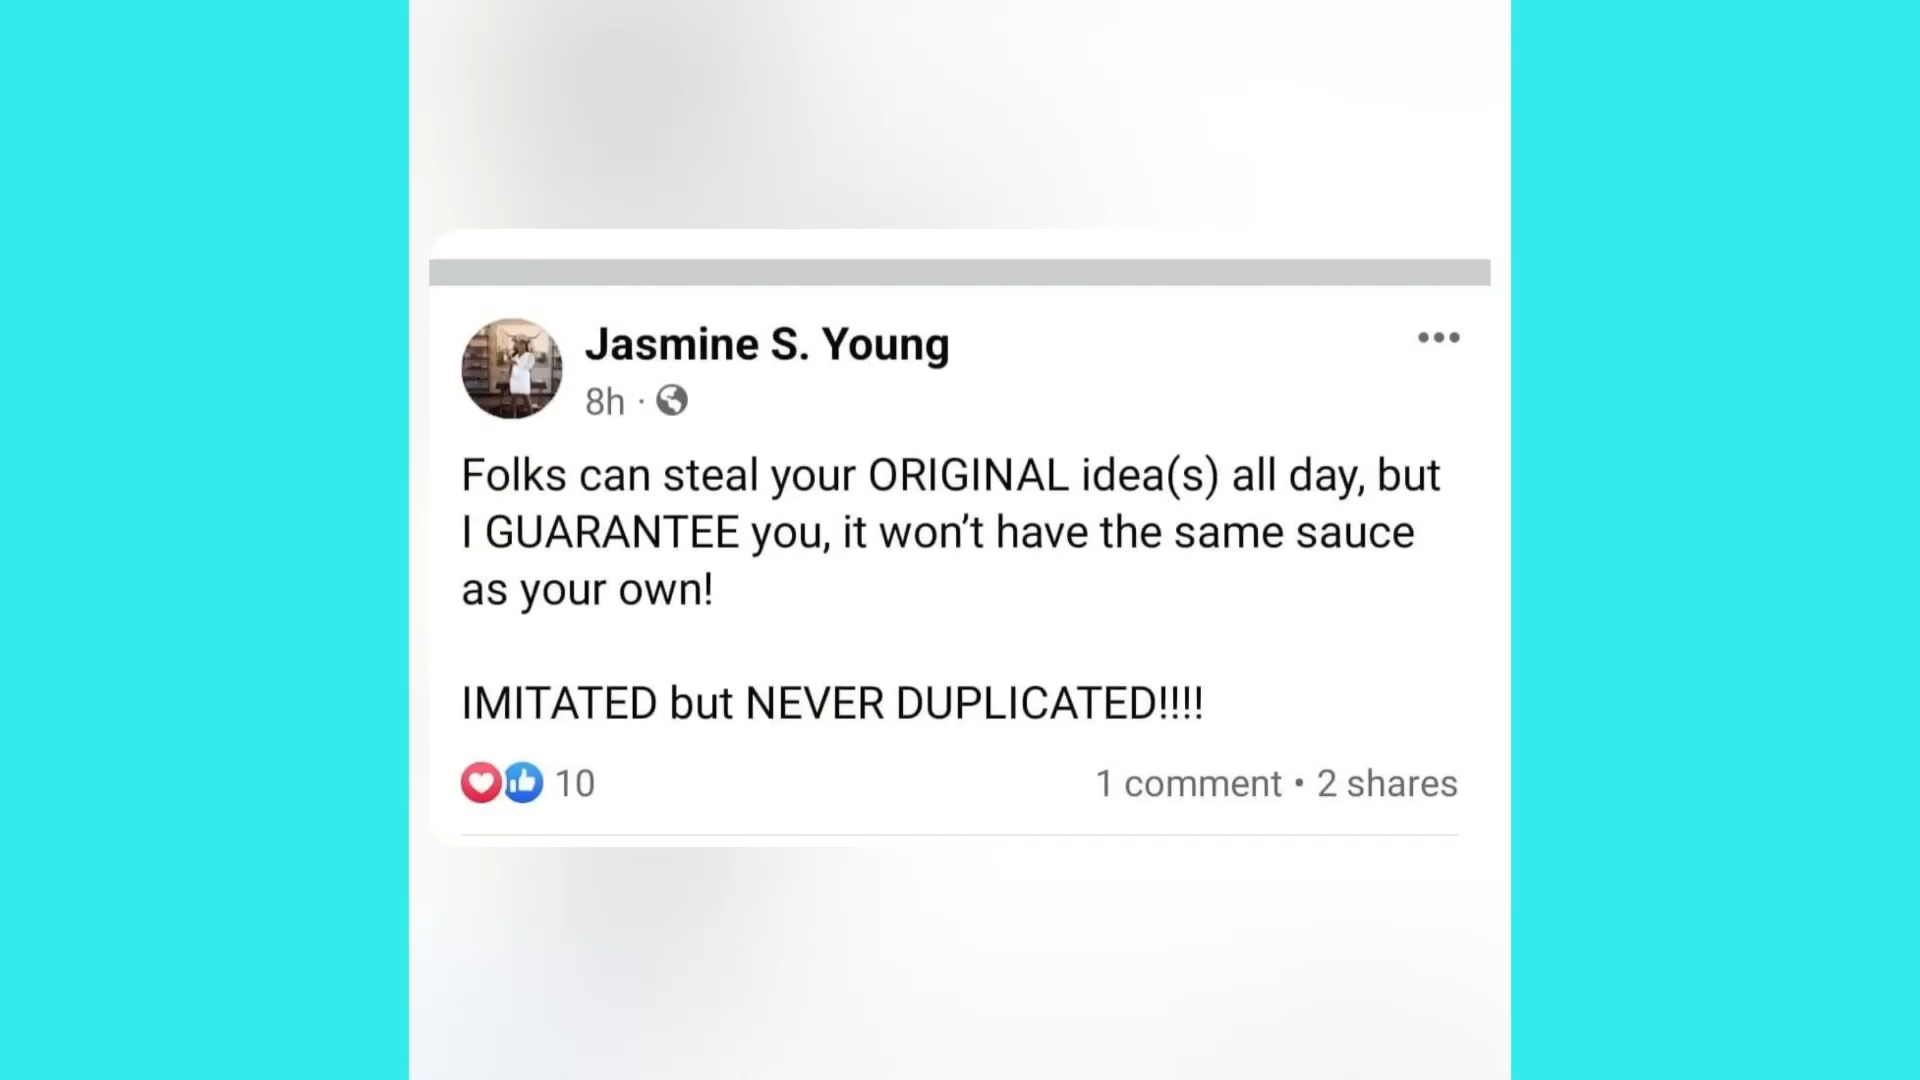 Jasmine S. Young
8h ·
Folks can steal your ORIGINAL idea(s) all day, but
I GUARANTEE you, it won’t have the same sauce
as your own!
IMITATED but NEVER DUPLICATED!!!!
10
1 comment • 2 shares